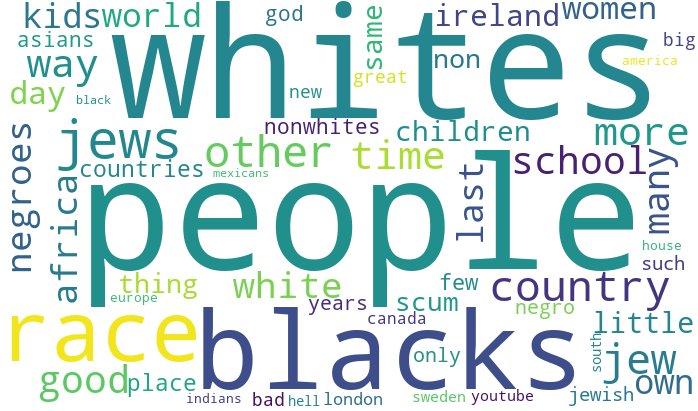 kids world god same ireland women
asians way whites non big
day black new great america
negroes jews nonwhites children more
countries other time school
africa mexicans people last many
house such
thing white few country
europe years scum negro
race blacks canada little
good place only south jew own
indians bad hell london sweden youtube jewish